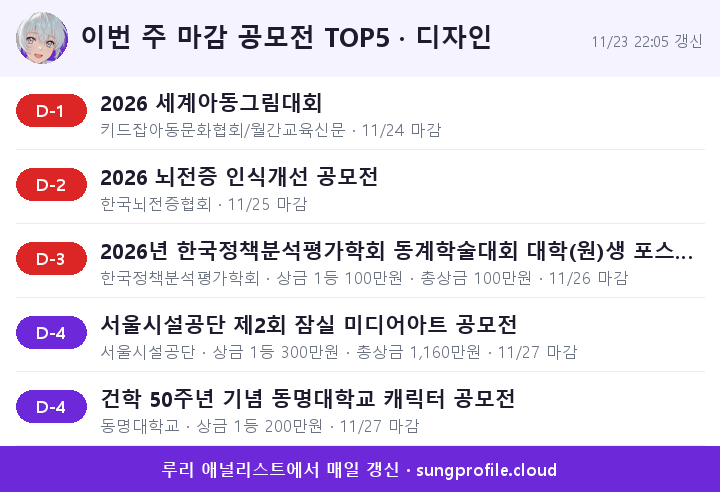 이번 주 마감 공모전 TOP5 · 디자인
11/23 22:05 갱신
D-1
2026 세계아동그림대회
키드잡아동문화협회/월간교육신문 · 11/24 마감
D-2
2026 뇌전증 인식개선 공모전
한국뇌전증협회 · 11/25 마감
D-3
2026년 한국정책분석평가학회 동계학술대회 대학(원)생 포스...
한국정책분석평가학회 · 상금 1등 100만원 · 총상금 100만원 · 11/26 마감
D-4
서울시설공단 제2회 잠실 미디어아트 공모전
서울시설공단 · 상금 1등 300만원 · 총상금 1,160만원 · 11/27 마감
D-4
건학 50주년 기념 동명대학교 캐릭터 공모전
동명대학교 · 상금 1등 200만원 · 11/27 마감
루리 애널리스트에서 매일 갱신 · sungprofile.cloud